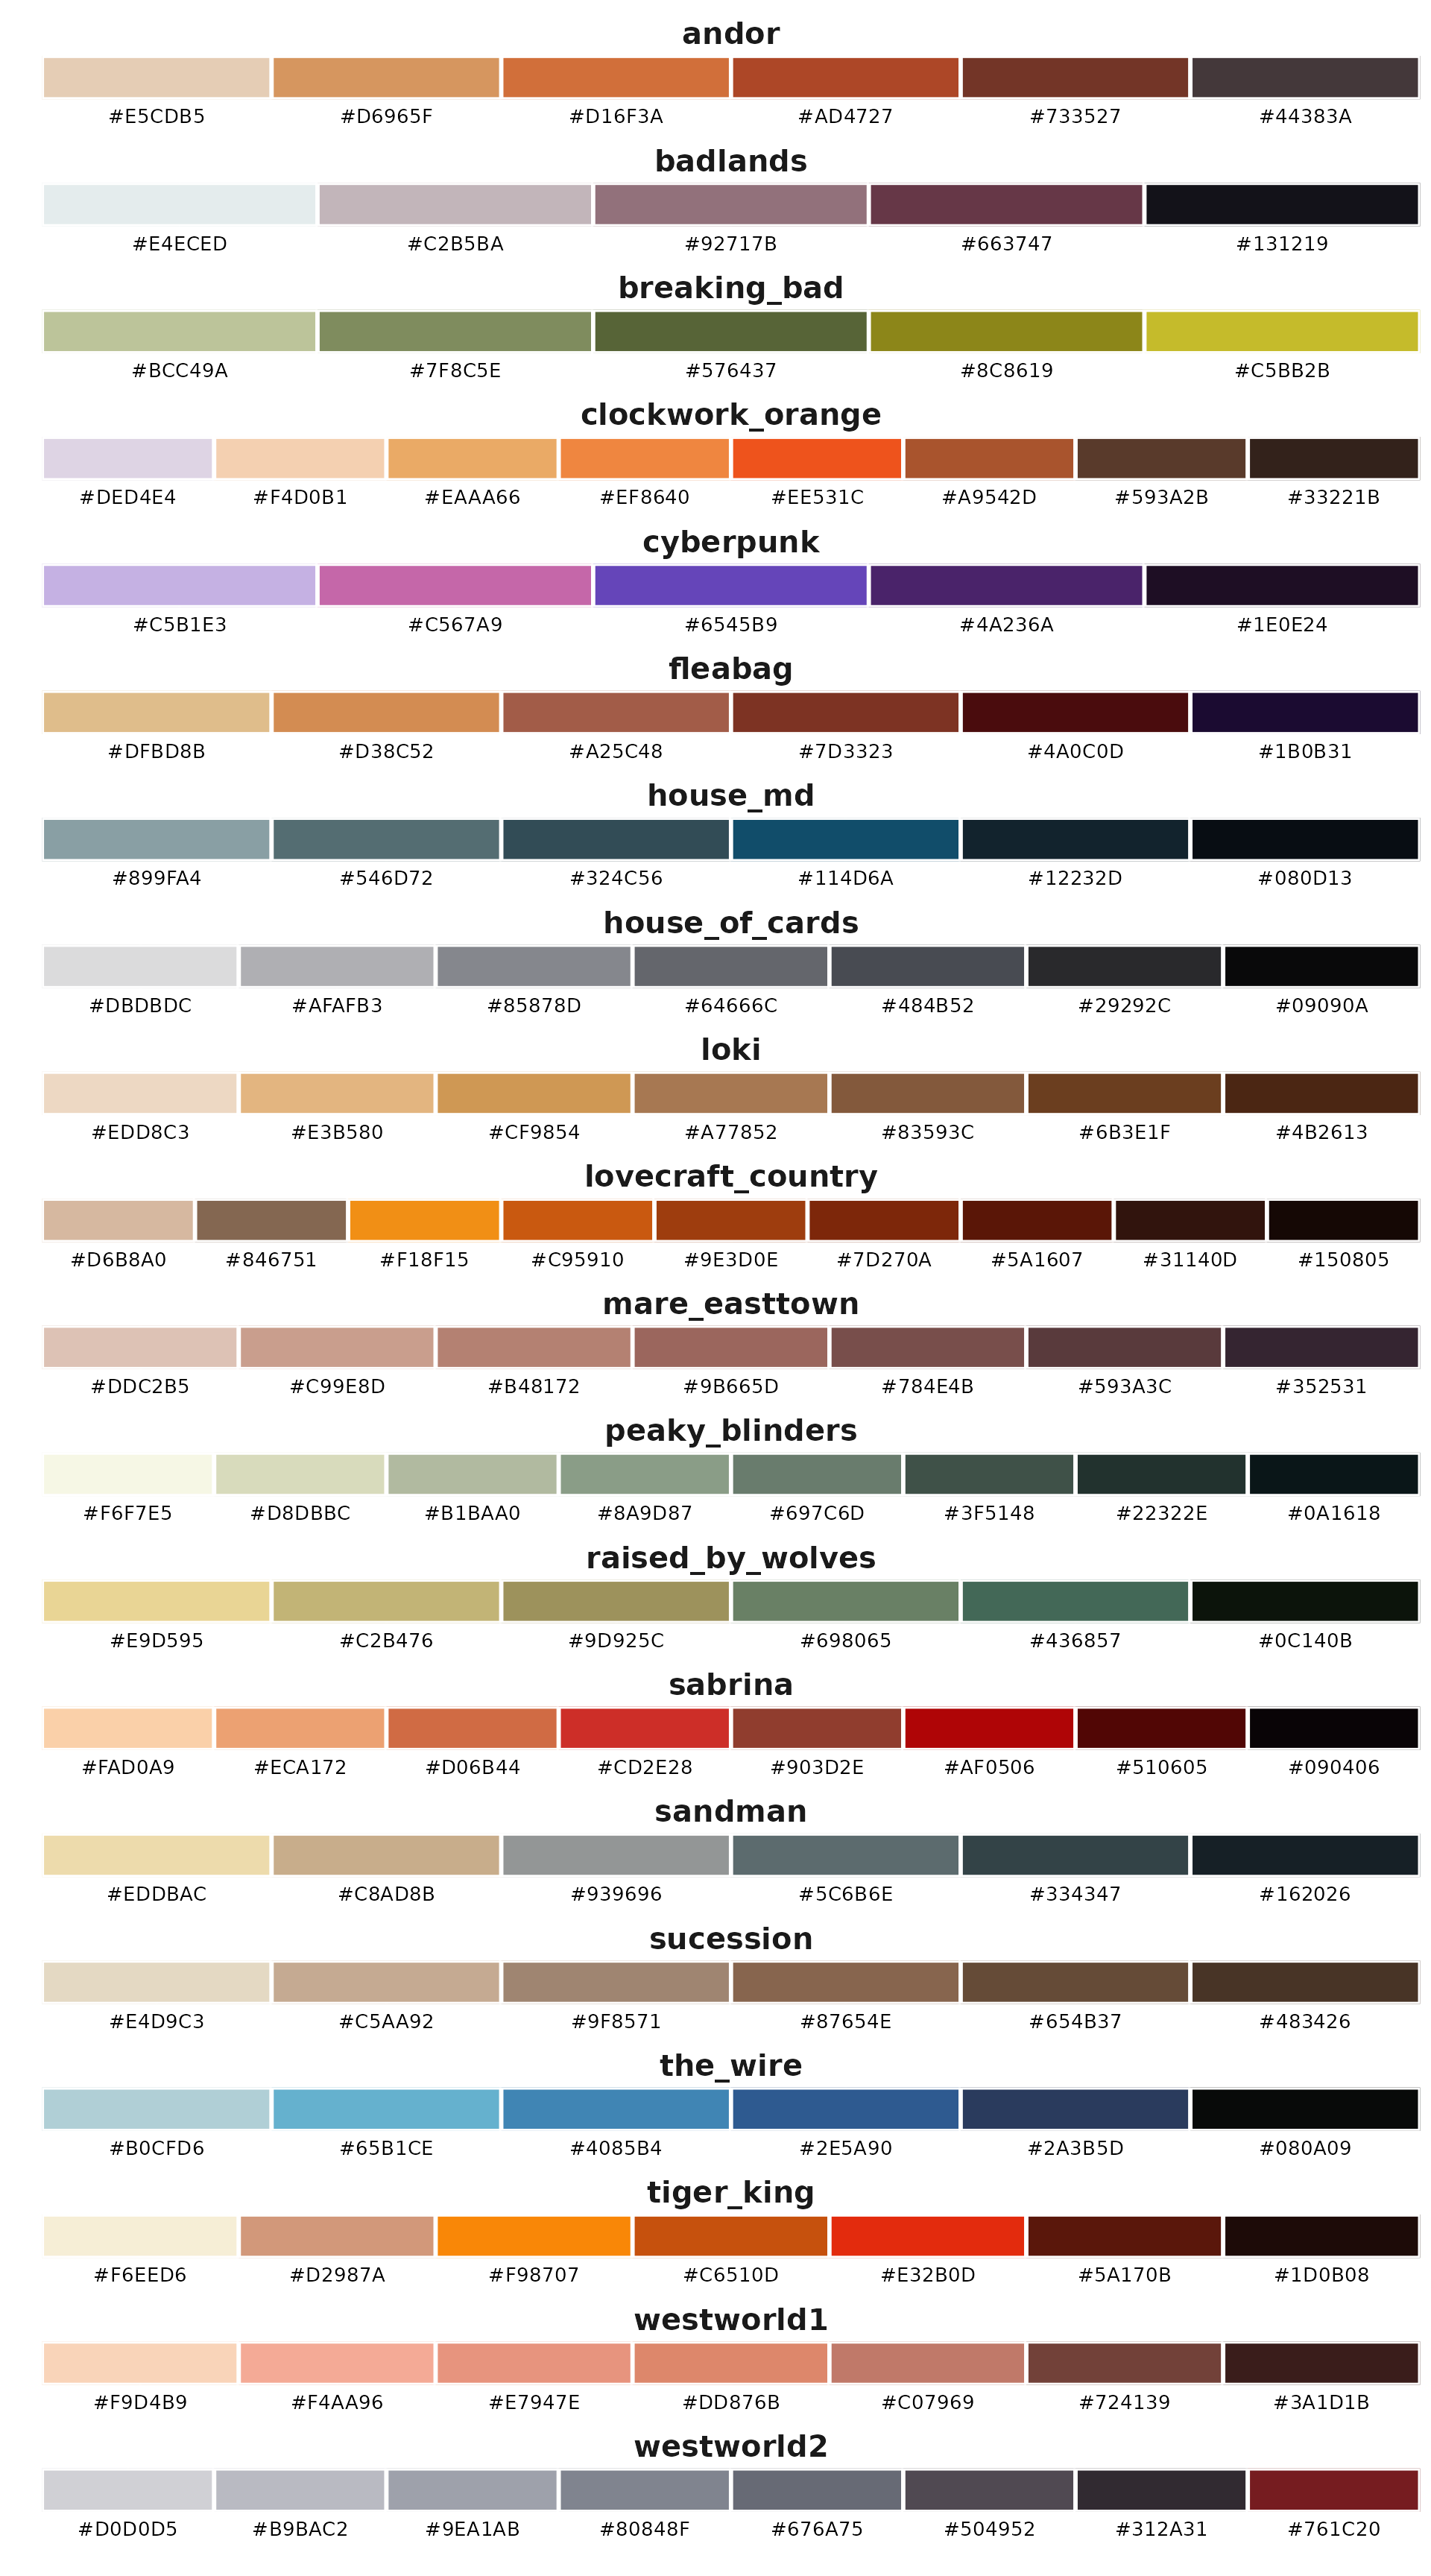 andor
#E5CDB5 #D6965F #D16F3A #AD4727 #733527 #44383A
badlands
#E4ECED #C2B5BA #92717B #663747 #131219
breaking_bad
#BCC49A #7F8C5E #576437 #8C8619 #C5BB2B
clockwork_orange
#DED4E4 #F4D0B1 #EAAA66 #EF8640 #EE531C #A9542D #593A2B #33221B
cyberpunk
#C5B1E3 #C567A9 #6545B9 #4A236A #1E0E24
fleabag
#DFBD8B #D38C52 #A25C48 #7D3323 #4A0C0D #1B0B31
house_md
#899FA4 #546D72 #324C56 #114D6A #12232D #080D13
house_of_cards
#DBDBDC #AFAFB3 #85878D #64666C #484B52 #29292C #09090A
loki
#EDD8C3 #E3B580 #CF9854 #A77852 #83593C #6B3E1F #4B2613
lovecraft_country
#D6B8A0 #846751 #F18F15 #C95910 #9E3D0E #7D270A #5A1607 #31140D #150805
mare_easttown
#DDC2B5 #C99E8D #B48172 #9B665D #784E4B #593A3C #352531
peaky_blinders
#F6F7E5 #D8DBBC #B1BAA0 #8A9D87 #697C6D #3F5148 #22322E #0A1618
raised_by_wolves
#E9D595 #C2B476 #9D925C #698065 #436857 #0C140B
sabrina
#FAD0A9 #ECA172 #D06B44 #CD2E28 #903D2E #AF0506 #510605 #090406
sandman
#EDDBAC #C8AD8B #939696 #5C6B6E #334347 #162026
sucession
#E4D9C3 #C5AA92 #9F8571 #87654E #654B37 #483426
the_wire
#B0CFD6 #65B1CE #4085B4 #2E5A90 #2A3B5D #080A09
tiger_king
#F6EED6 #D2987A #F98707 #C6510D #E32B0D #5A170B #1D0B08
westworld1
#F9D4B9 #F4AA96 #E7947E #DD876B #C07969 #724139 #3A1D1B
westworld2
#D0D0D5 #B9BAC2 #9EA1AB #80848F #676A75 #504952 #312A31 #761C20